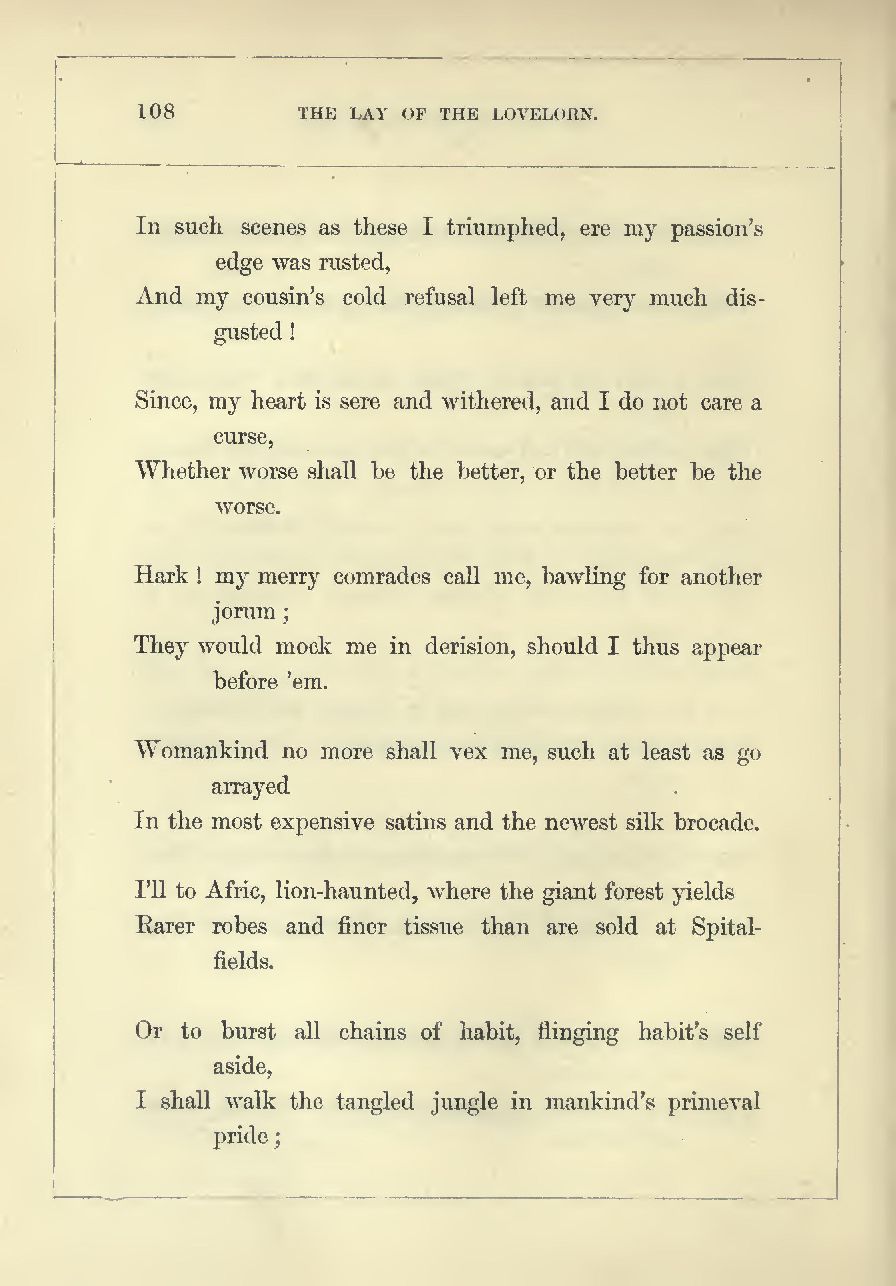 108 THE LAY OF THE LOVELORN.
In such scenes as these I triumphed, ere my passion's
edge was rusted,
And my cousin's cold refusal left me very much dis-
gusted !
Since, my heart is sere and withered, and I do not care a
curse,
Whether worse shall be the better, or the better be the
worse.
Hark ! my merry comrades call me, bawling for another
jorum ;
They would mock me in derision, should I thus appear
before 'em.
Womankind no more shall vex me, such at least as go
arrayed
In the most expensive satins and the newest silk brocade.
I'll to Afric, lion-haunted, where the giant forest yields
Rarer robes and finer tissue than are sold at Spital-
fields.
Or to burst all chains of habit, flinging habit's self
aside,
I shall walk the tangled jungle in mankind's primeval
pride ;